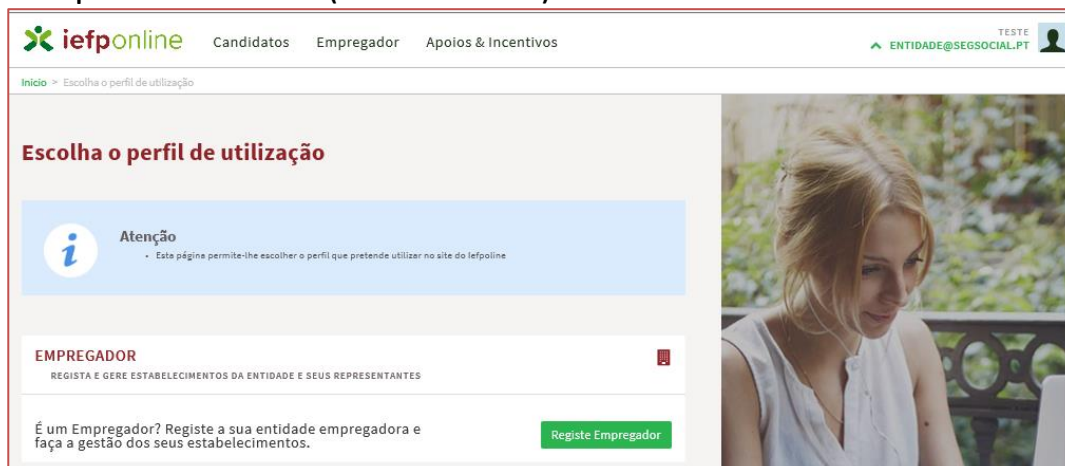 iefponline Candidatos Empregador Apoios & Incentivos
TESTE
ENTIDADE@SEGSOCIAL.PT
Início > Escolha o perfil de utilização
Escolha o perfil de utilização
Atenção
• Esta página permite-lhe escolher o perfil que pretende utilizar no site do Iefpoline
EMPREGADOR
REGISTA E GERE ESTABELECIMENTOS DA ENTIDADE E SEUS REPRESENTANTES
É um Empregador? Registe a sua entidade empregadora e
faça a gestão dos seus estabelecimentos.
Registe Empregador